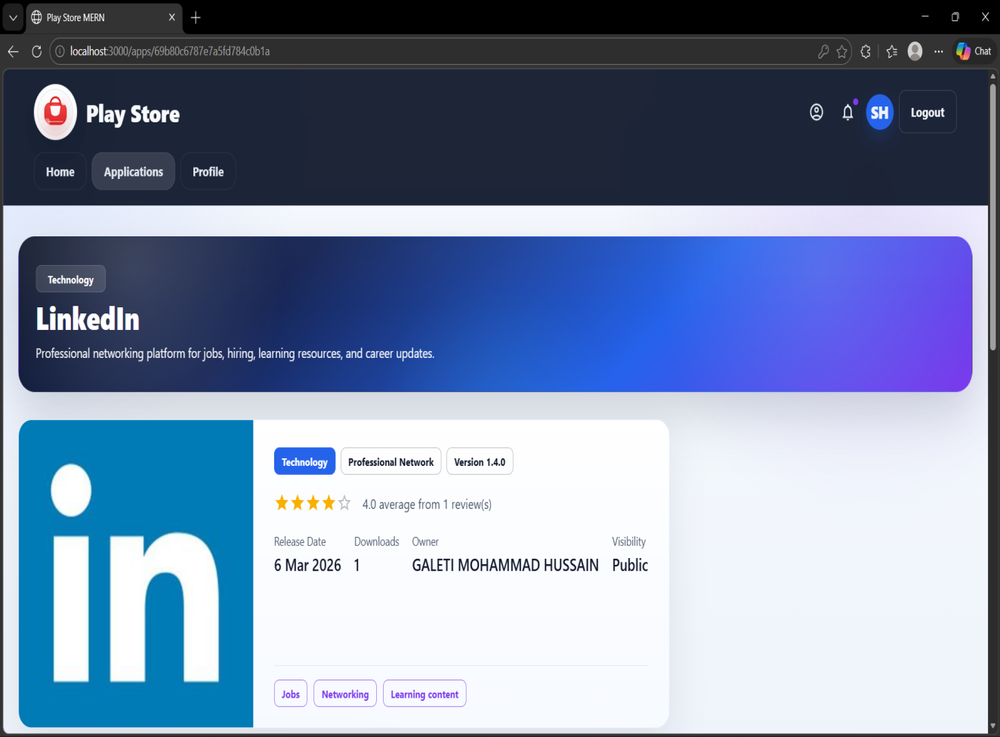 Play Store MERN
localhost:3000/apps/69b80c6787e7a5fd784c0b1a
Chat
Play Store
SH
Logout
Home
Applications
Profile
Technology
LinkedIn
Professional networking platform for jobs, hiring, learning resources, and career updates.
in
Technology
Professional Network
Version 1.4.0
4.0 average from 1 review(s)
Release Date
Downloads
Owner
Visibility
6 Mar 2026
1
GALETI MOHAMMAD HUSSAIN
Public
Jobs
Networking
Learning content